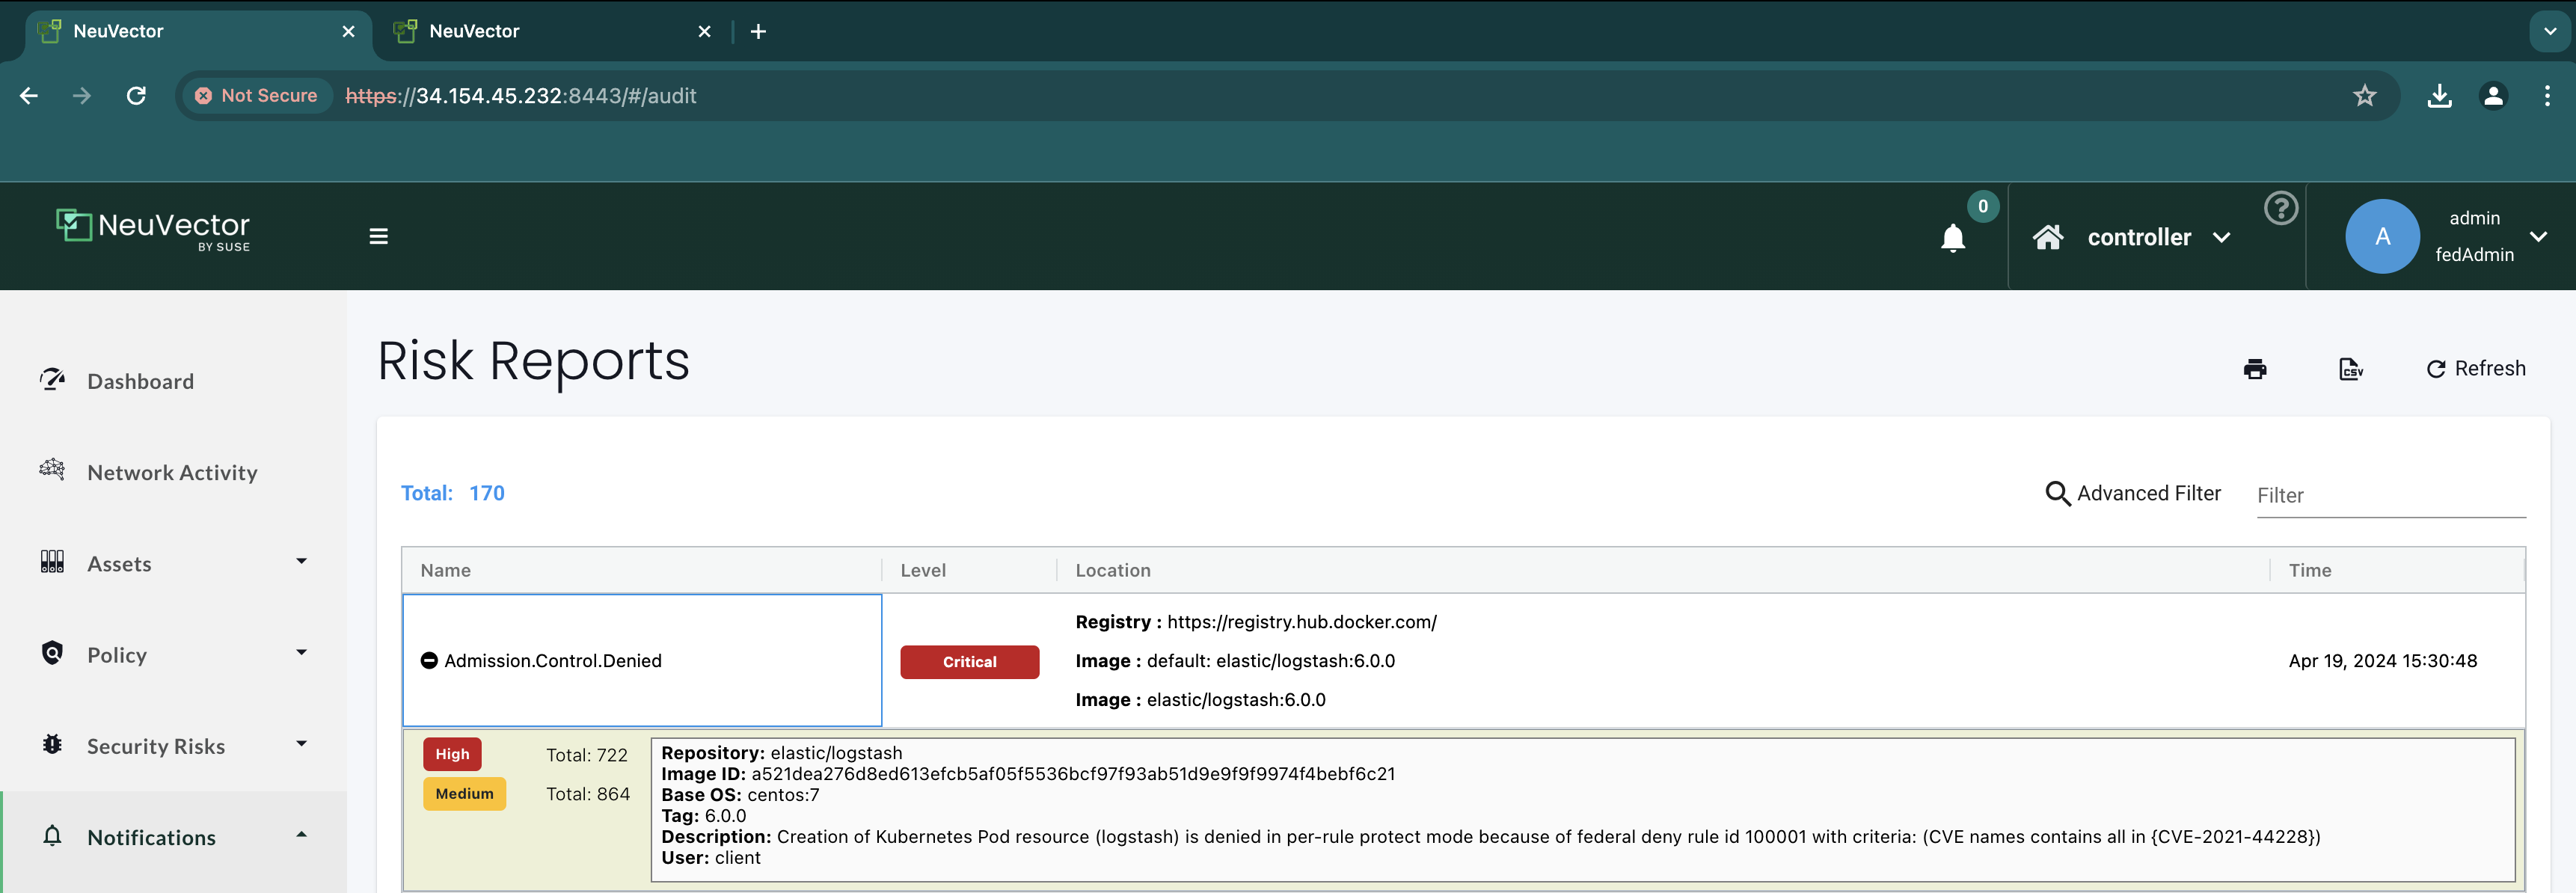 NeuVector
NeuVector
Not Secure https://34.154.45.232:8443/#/audit
NeuVector
BY SUSE
0
controller
?
A
admin
fedAdmin
Dashboard
Network Activity
Assets
Policy
Security Risks
Notifications
Risk Reports
CSV
Refresh
Total: 170
Advanced Filter
Filter
Name Level Location Time
Admission.Control.Denied
Critical
Registry : https://registry.hub.docker.com/
Image : default: elastic/logstash:6.0.0
Image : elastic/logstash:6.0.0
Apr 19, 2024 15:30:48
High Total: 722
Medium Total: 864
Repository: elastic/logstash
Image ID: a521dea276d8ed613efcb5af05f5536bcf97f93ab51d9e9f9f9974f4bebf6c21
Base OS: centos:7
Tag: 6.0.0
Description: Creation of Kubernetes Pod resource (logstash) is denied in per-rule protect mode because of federal deny rule id 100001 with criteria: (CVE names contains all in {CVE-2021-44228})
User: client